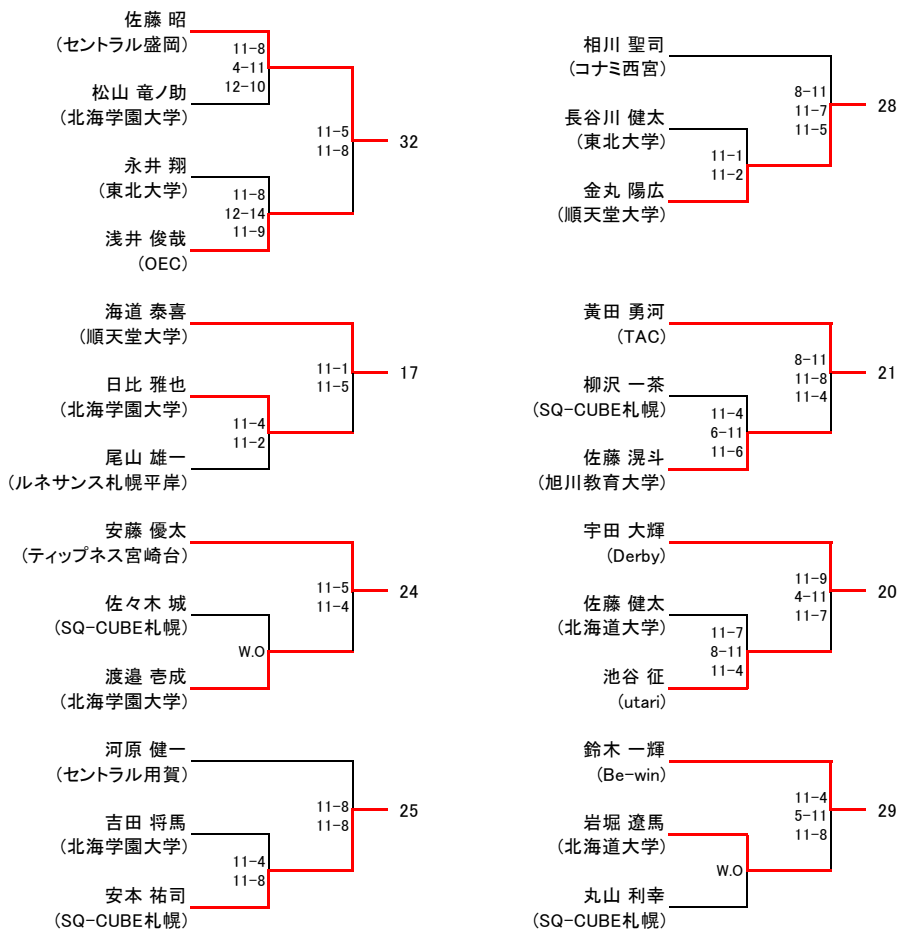 佐藤 昭
(セントラル盛岡)
松山 竜ノ助
(北海学園大学)
永井 翔
(東北大学)
浅井 俊哉
(OEC)
11-8
4-11
12-10
11-8
12-14
11-9
11-5
11-8
32
相川 聖司
(コナミ西宮)
長谷川 健太
(東北大学)
金丸 陽広
(順天堂大学)
11-1
11-2
8-11
11-7
11-5
28
海道 泰喜
(順天堂大学)
日比 雅也
(北海学園大学)
尾山 雄一
(ルネサンス札幌平岸)
11-4
11-2
11-1
11-5
17
黃田 勇河
(TAC)
柳沢 一茶
(SQ-CUBE札幌)
佐藤 滉斗
(旭川教育大学)
11-4
6-11
11-6
8-11
11-8
11-4
21
安藤 優太
(ティップネス宮崎台)
佐々木 城
(SQ-CUBE札幌)
渡邉 壱成
(北海学園大学)
W.O
11-5
11-4
24
宇田 大輝
(Derby)
佐藤 健太
(北海道大学)
池谷 征
(utari)
11-7
8-11
11-4
11-9
4-11
11-7
20
河原 健一
(セントラル用賀)
吉田 将馬
(北海学園大学)
安本 祐司
(SQ-CUBE札幌)
11-4
11-8
11-8
11-8
25
鈴木 一輝
(Be-win)
岩堀 遼馬
(北海道大学)
丸山 利幸
(SQ-CUBE札幌)
W.O
11-4
5-11
11-8
29